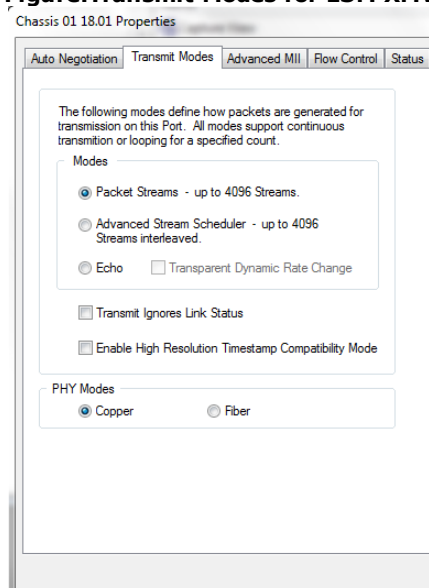 Chassis 01 18.01 Properties
Auto Negotiation Transmit Modes Advanced MII Flow Control Status
The following modes define how packets are generated for
transmission on this Port. All modes support continuous
transmition or looping for a specified count.
Modes
Packet Streams - up to 4096 Streams.
Advanced Stream Scheduler - up to 4096
Streams interleaved.
Echo Transparent Dynamic Rate Change
Transmit Ignores Link Status
Enable High Resolution Timestamp Compatibility Mode
PHY Modes
Copper Fiber